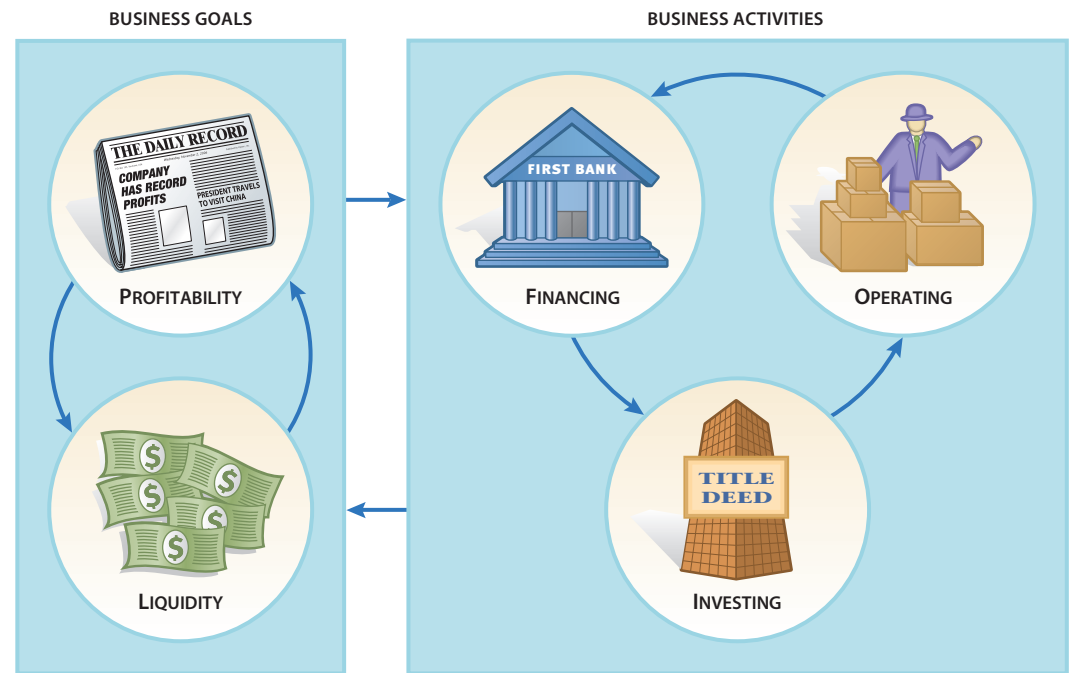 BUSINESS GOALS
BUSINESS ACTIVITIES
THE DAILY RECORD
COMPANY
HAS RECORD
PROFITS
PRESIDENT TRAVELS
TO VISIT CHINA
PROFITABILITY
FIRST BANK
FINANCING
OPERATING
$
$
$
$
$
LIQUIDITY
TITLE
DEED
INVESTING